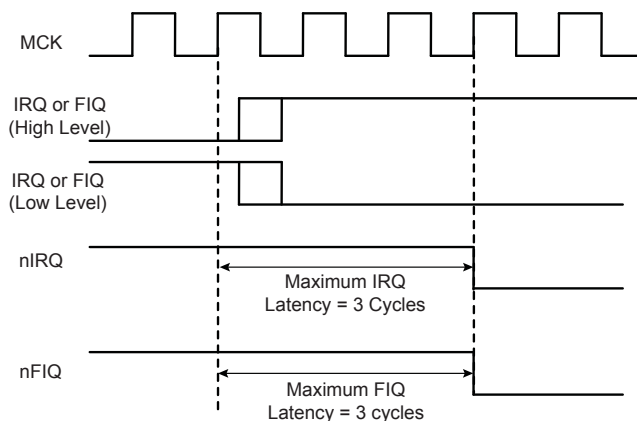 MCK
IRQ or FIQ
(High Level)
IRQ or FIQ
(Low Level)
nIRQ
Maximum IRQ
Latency = 3 Cycles
nFIQ
Maximum FIQ
Latency = 3 cycles